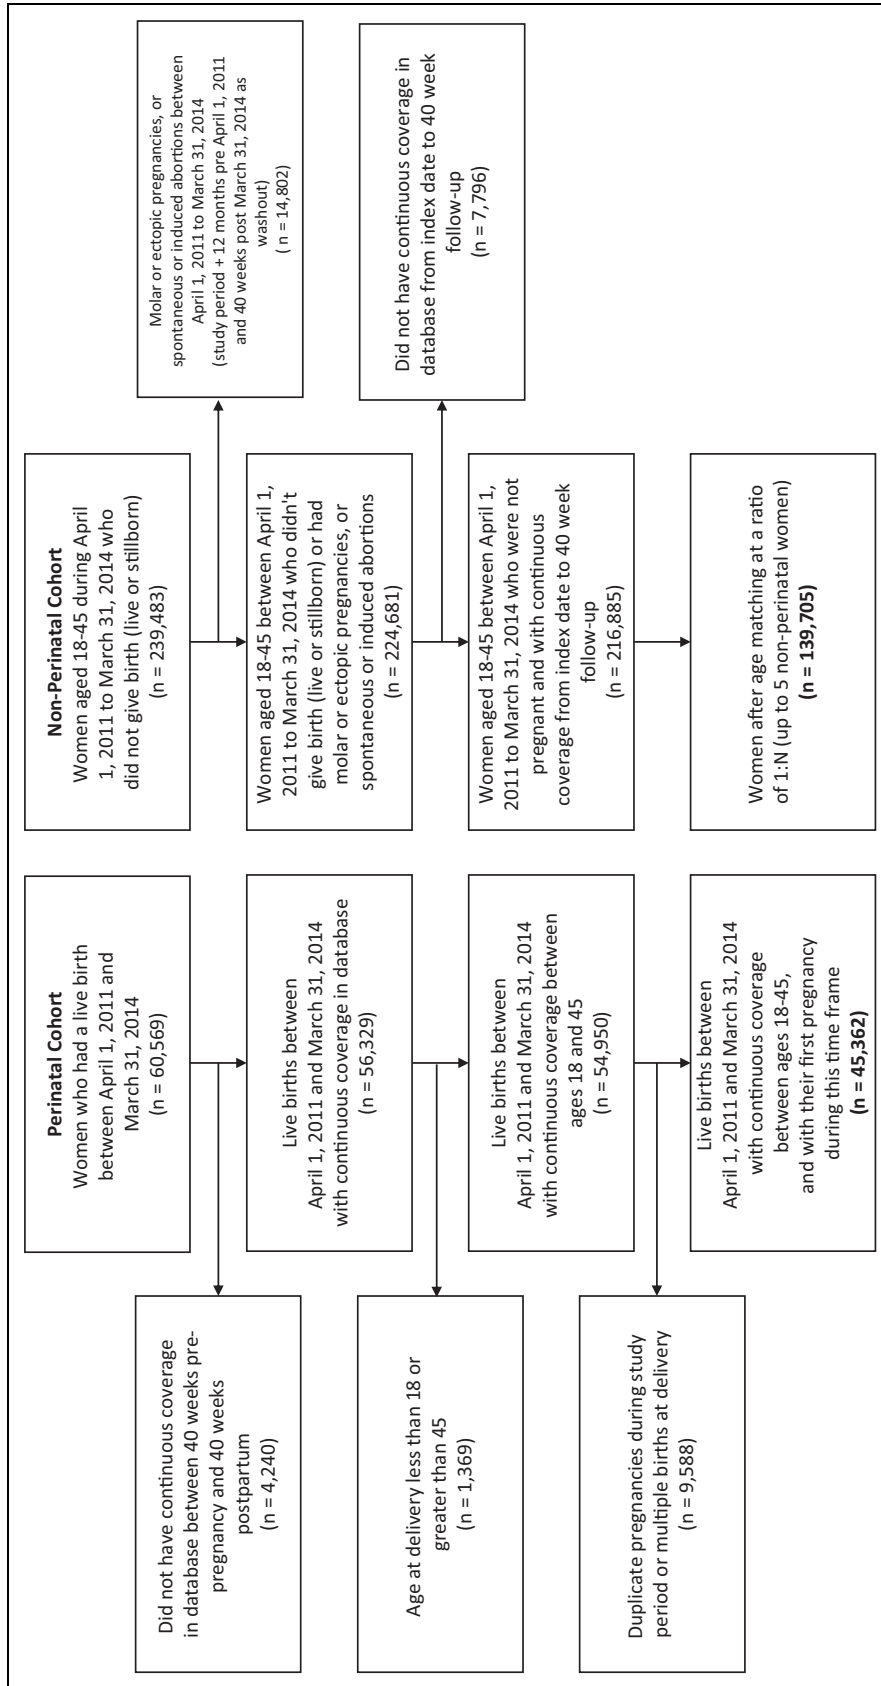 Perinatal Cohort
Women who had a live birth
between April 1, 2011 and
March 31, 2014
(n = 60,569)
Did not have continuous coverage
in database between 40 weeks pre-
pregnancy and 40 weeks
postpartum
(n = 4,240)
Live births between
April 1, 2011 and March 31, 2014
with continuous coverage in database
(n = 56,329)
Age at delivery less than 18 or
greater than 45
(n = 1,369)
Live births between
April 1, 2011 and March 31, 2014
with continuous coverage between
ages 18 and 45
(n = 54,950)
Duplicate pregnancies during study
period or multiple births at delivery
(n = 9,588)
Live births between
April 1, 2011 and March 31, 2014
with continuous coverage
between ages 18-45,
and with their first pregnancy
during this time frame
(n = 45,362)
Non-Perinatal Cohort
Women aged 18-45 during April
1, 2011 to March 31, 2014 who
did not give birth (live or stillborn)
(n = 239,483)
Molar or ectopic pregnancies, or
spontaneous or induced abortions between
April 1, 2011 to March 31, 2014
(study period + 12 months pre April 1, 2011
and 40 weeks post March 31, 2014 as
washout)
( n = 14,802)
Women aged 18-45 between April 1,
2011 to March 31, 2014 who didn't
give birth (live or stillborn) or had
molar or ectopic pregnancies, or
spontaneous or induced abortions
(n = 224,681)
Did not have continuous coverage in
database from index date to 40 week
follow-up
(n = 7,796)
Women aged 18-45 between April 1,
2011 to March 31, 2014 who were not
pregnant and with continuous
coverage from index date to 40 week
follow-up
(n = 216,885)
Women after age matching at a ratio
of 1:N (up to 5 non-perinatal women)
(n = 139,705)